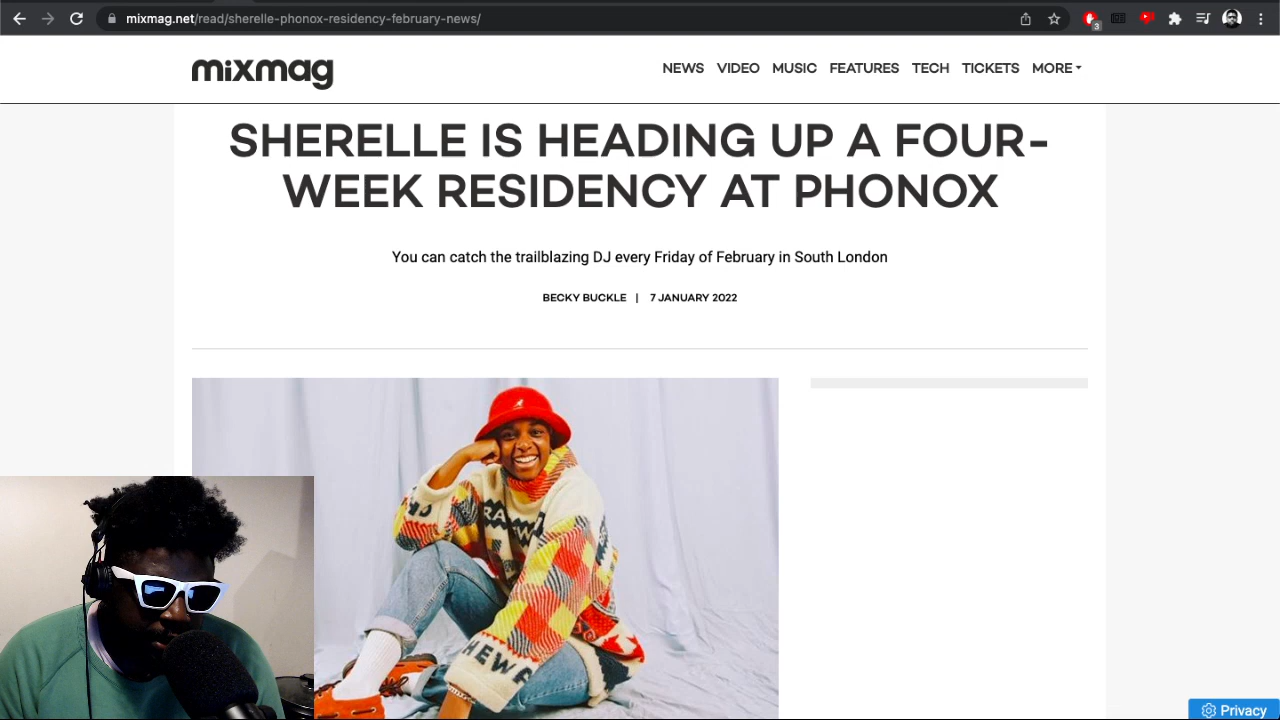 mixmag.net/read/sherelle-phonox-residency-february-news/
3
mixmag
NEWS VIDEO MUSIC FEATURES TECH TICKETS MORE
SHERELLE IS HEADING UP A FOUR-
WEEK RESIDENCY AT PHONOX
You can catch the trailblazing DJ every Friday of February in South London
BECKY BUCKLE | 7 JANUARY 2022
Privacy